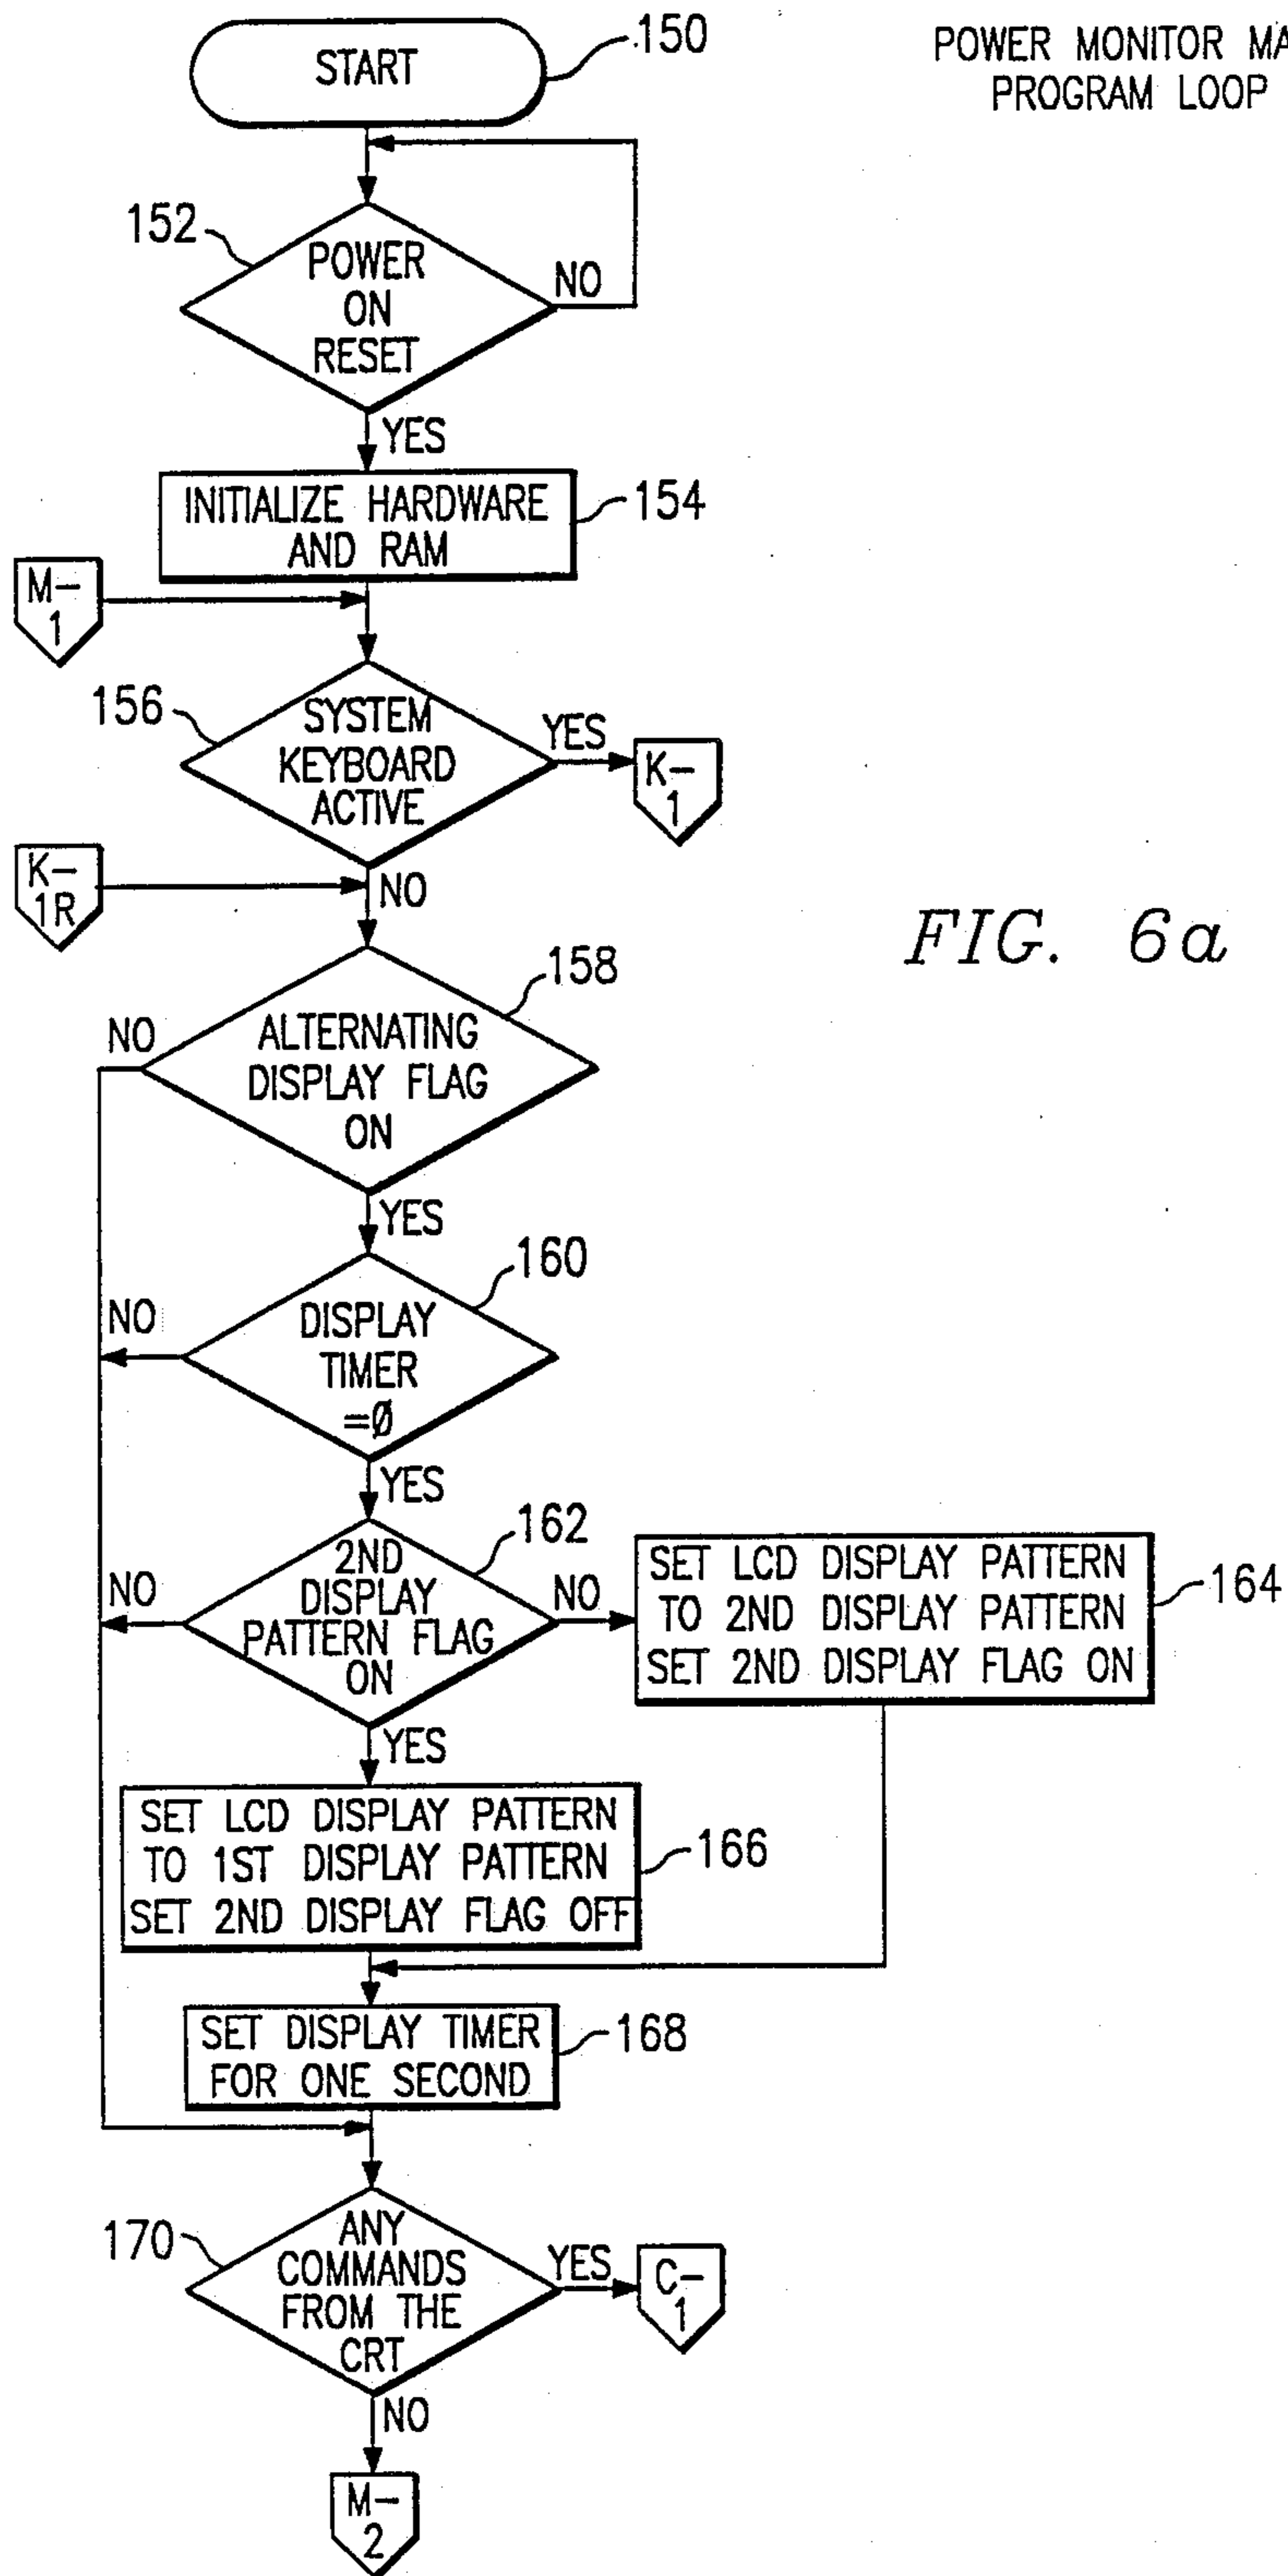 POWER MONITOR MA
PROGRAM LOOP
START
150
152
POWER
ON
RESET
NO
YES
INITIALIZE HARDWARE
AND RAM
154
M-
1
156
SYSTEM
KEYBOARD
ACTIVE
YES
K-
1
K-
1R
NO
FIG. 6a
158
NO
ALTERNATING
DISPLAY FLAG
ON
YES
160
NO
DISPLAY
TIMER
=Ø
YES
162
NO
2ND
DISPLAY
PATTERN FLAG
ON
NO
SET LCD DISPLAY PATTERN
TO 2ND DISPLAY PATTERN
SET 2ND DISPLAY FLAG ON
164
YES
SET LCD DISPLAY PATTERN
TO 1ST DISPLAY PATTERN
SET 2ND DISPLAY FLAG OFF
166
SET DISPLAY TIMER
FOR ONE SECOND
168
170
ANY
COMMANDS
FROM THE
CRT
YES
C-
1
NO
M-
2